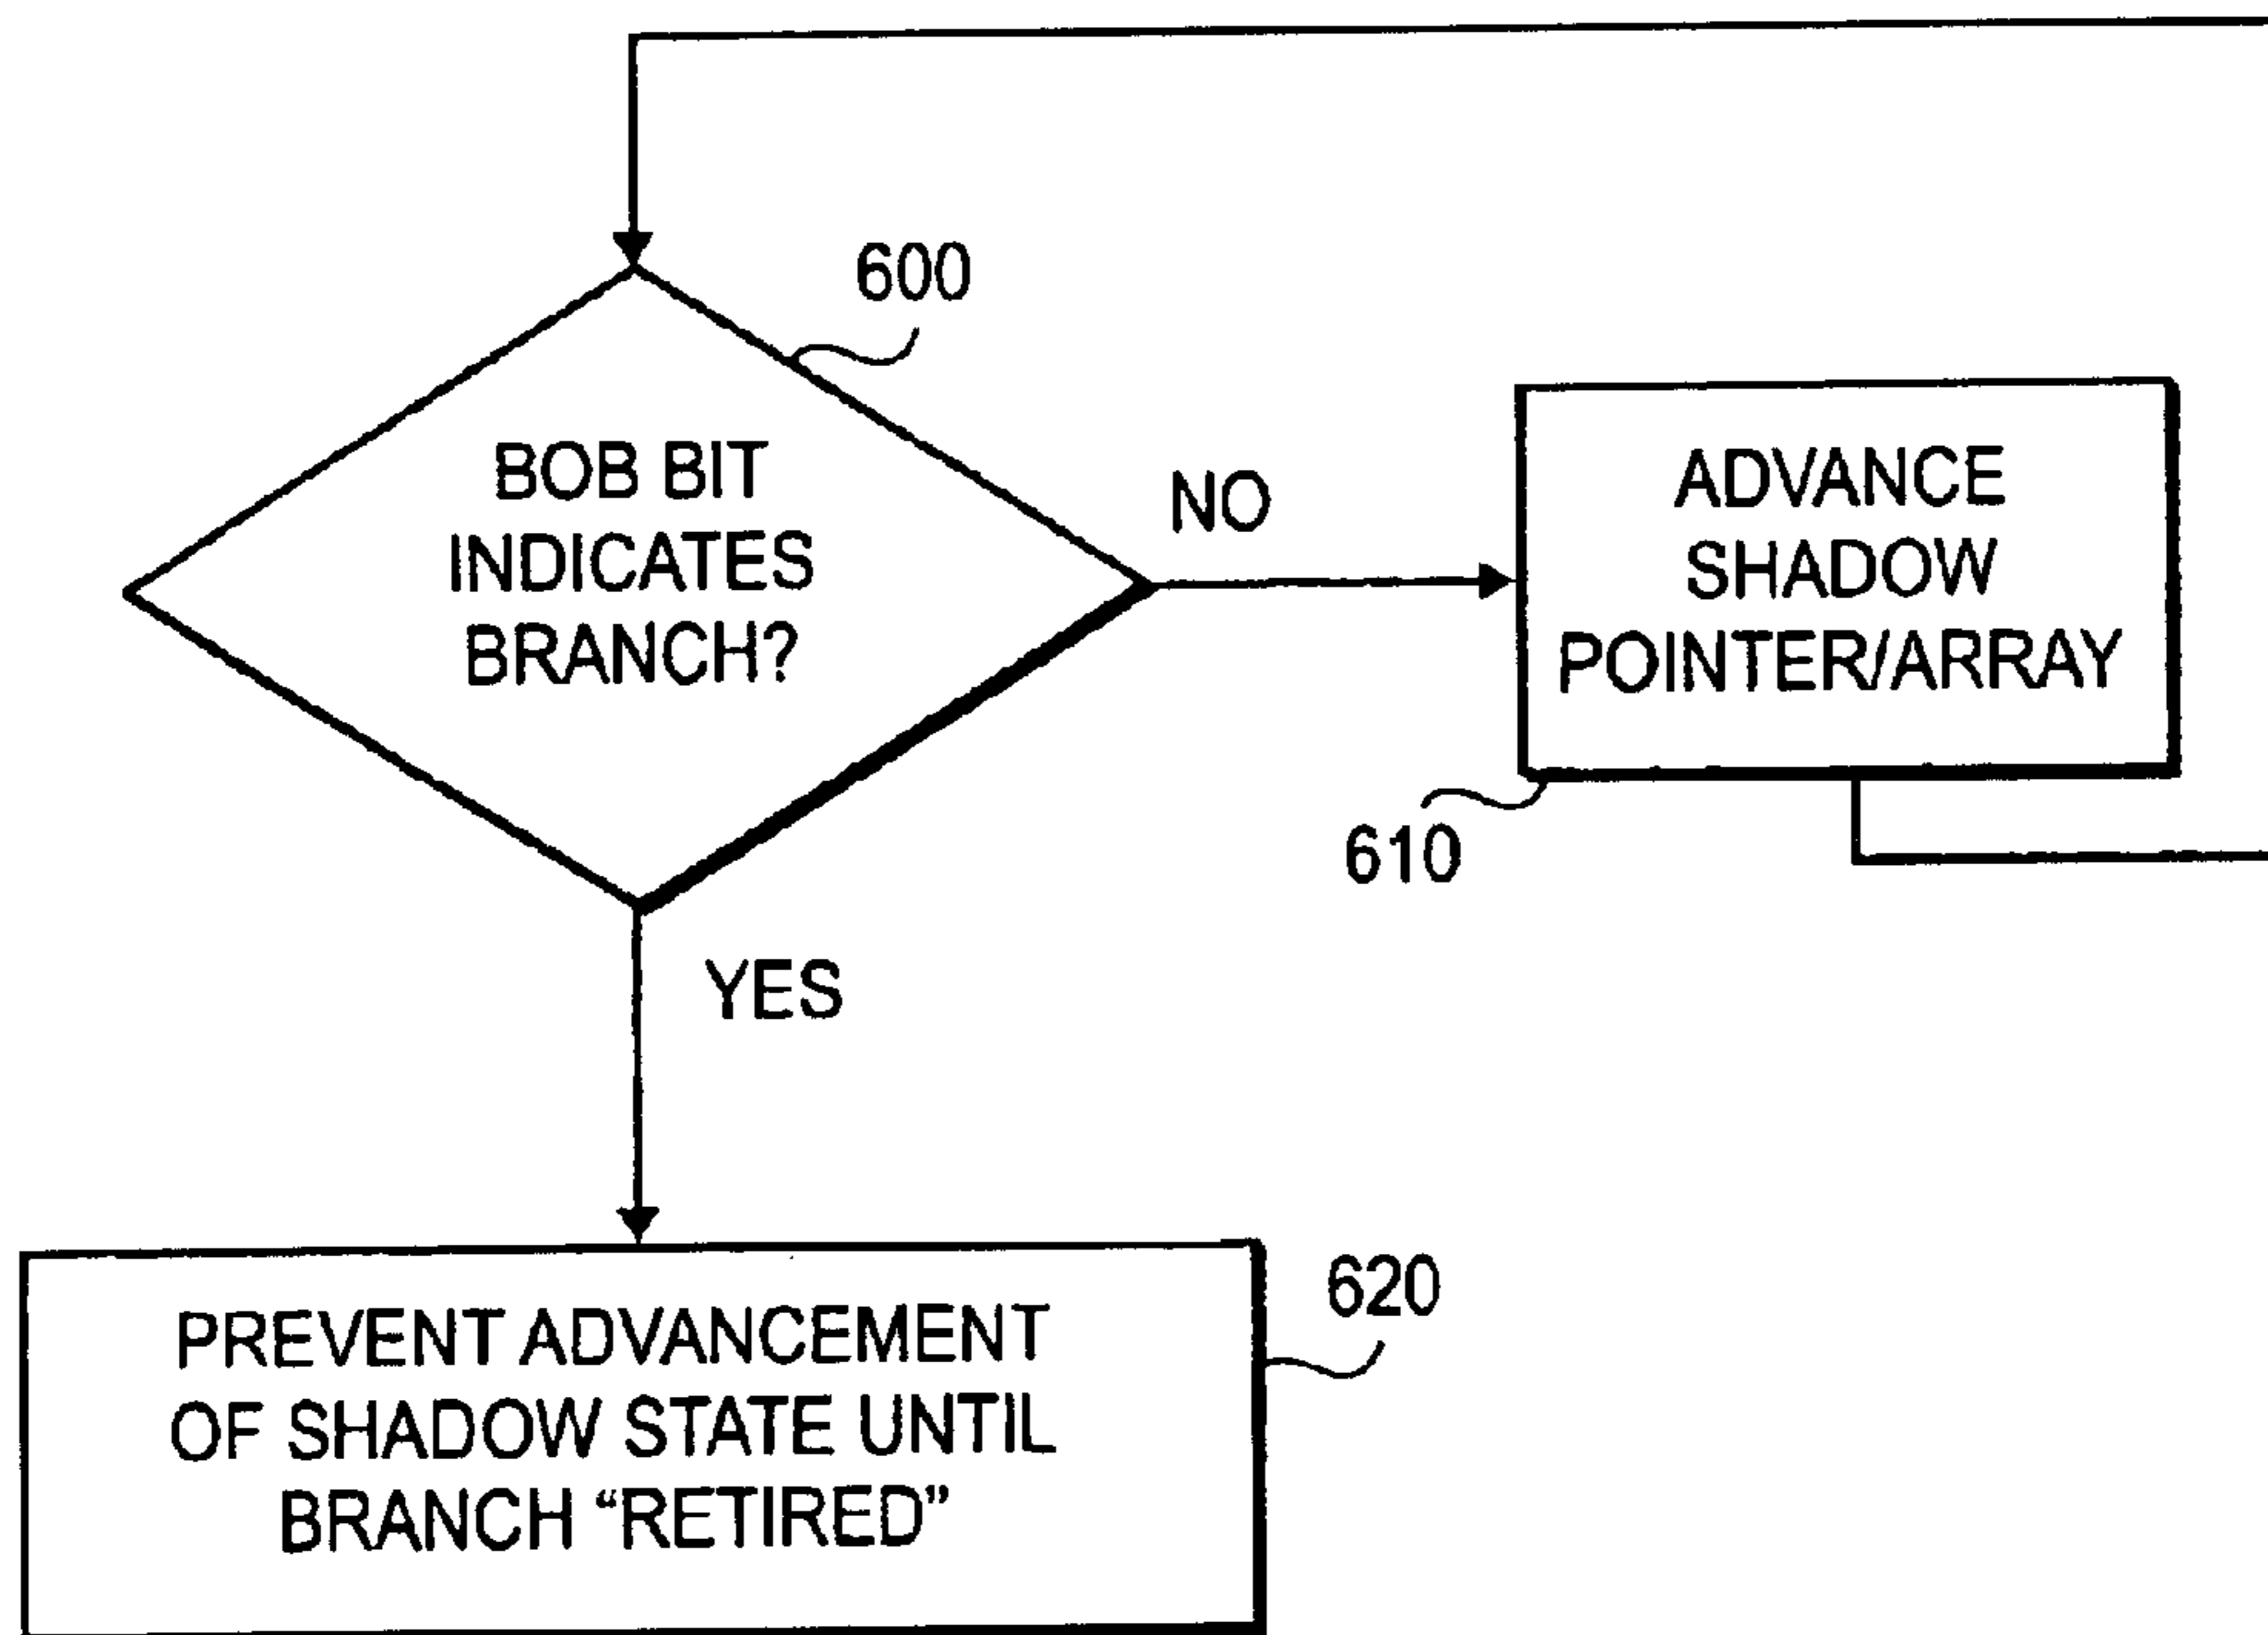 600
BOB BIT
INDICATES
BRANCH?
NO
ADVANCE
SHADOW
POINTER/ARRAY
610
YES
620
PREVENT ADVANCEMENT
OF SHADOW STATE UNTIL
BRANCH “RETIRED”